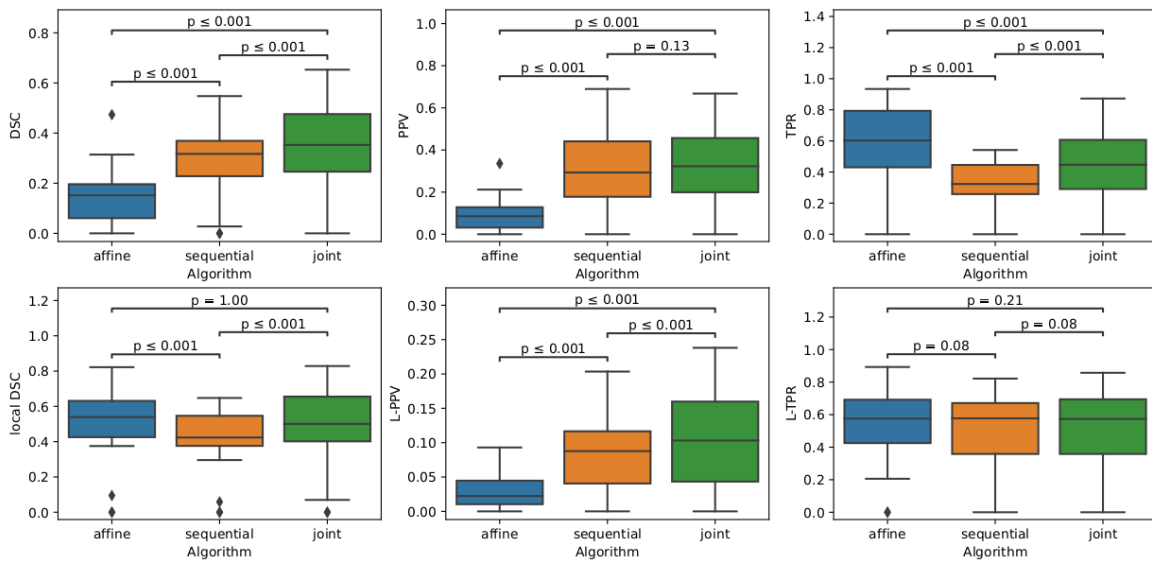 p ≤ 0.001
p ≤ 0.001
p ≤ 0.001
DSC
0.8
0.6
0.4
0.2
0.0
affine sequential joint
Algorithm
p ≤ 0.001
p = 0.13
p ≤ 0.001
PPV
1.0
0.8
0.6
0.4
0.2
0.0
affine sequential joint
Algorithm
p ≤ 0.001
p ≤ 0.001
p ≤ 0.001
TPR
1.4
1.2
1.0
0.8
0.6
0.4
0.2
0.0
affine sequential joint
Algorithm
p = 1.00
p ≤ 0.001
p ≤ 0.001
local DSC
1.2
1.0
0.8
0.6
0.4
0.2
0.0
affine sequential joint
Algorithm
p ≤ 0.001
p ≤ 0.001
p ≤ 0.001
L-PPV
0.30
0.25
0.20
0.15
0.10
0.05
0.00
affine sequential joint
Algorithm
p = 0.21
p = 0.08
p = 0.08
L-TPR
1.2
1.0
0.8
0.6
0.4
0.2
0.0
affine sequential joint
Algorithm